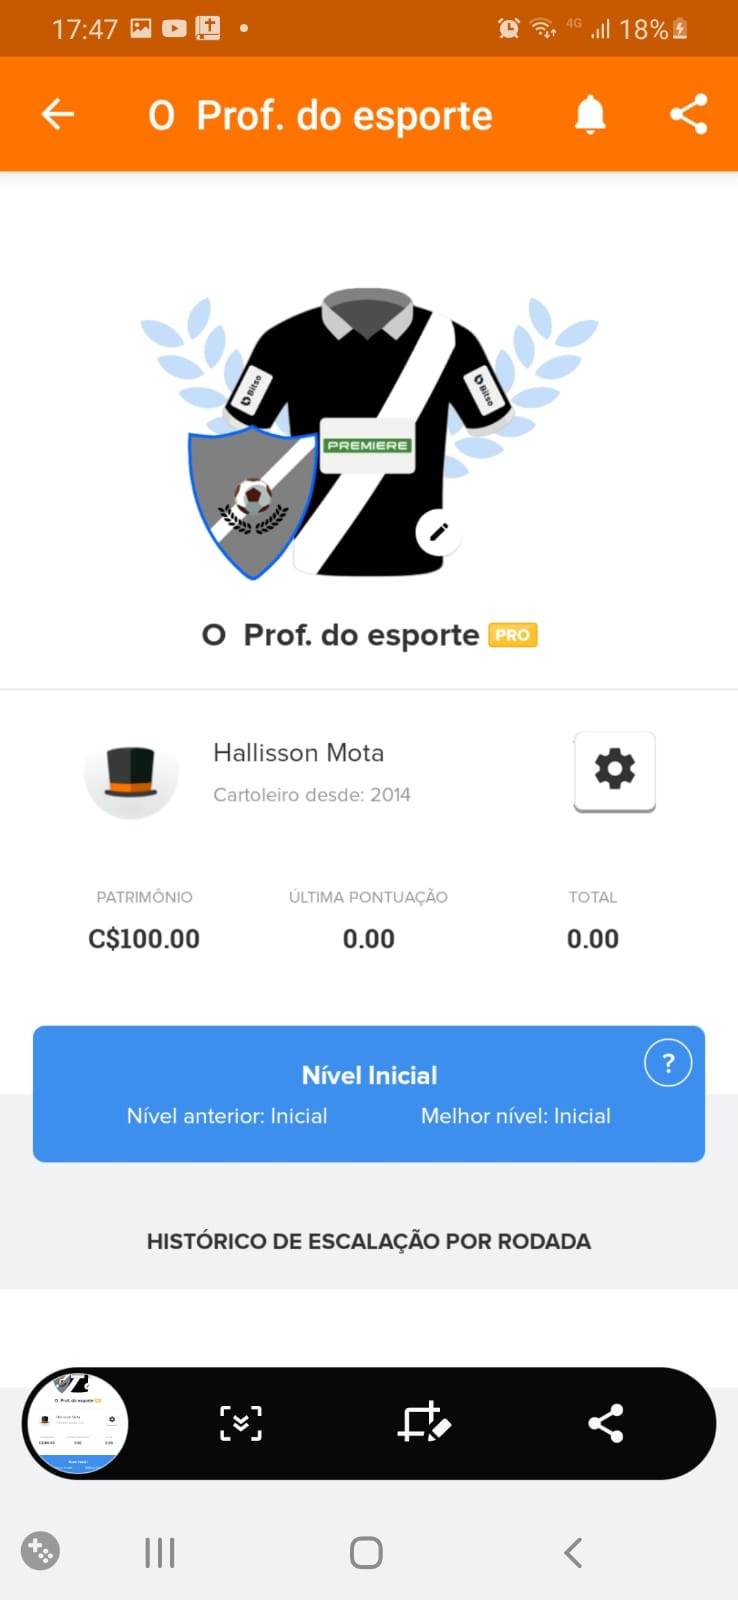 17:47 4G 18%
O Prof. do esporte
Bitso Bitso
PREMIERE
O Prof. do esporte PRO
Hallisson Mota
Cartoleiro desde: 2014
PATRIMÔNIO ÚLTIMA PONTUAÇÃO TOTAL
C$100.00 0.00 0.00
?
Nível Inicial
Nível anterior: Inicial Melhor nível: Inicial
HISTÓRICO DE ESCALAÇÃO POR RODADA